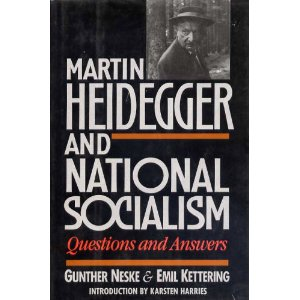 MARTIN
HEIDEGGER
AND
NATIONAL
SOCIALISM
Questions and Answers
GUNTHER NESKE & EMIL KETTERING
INTRODUCTION BY KARSTEN HARRIES